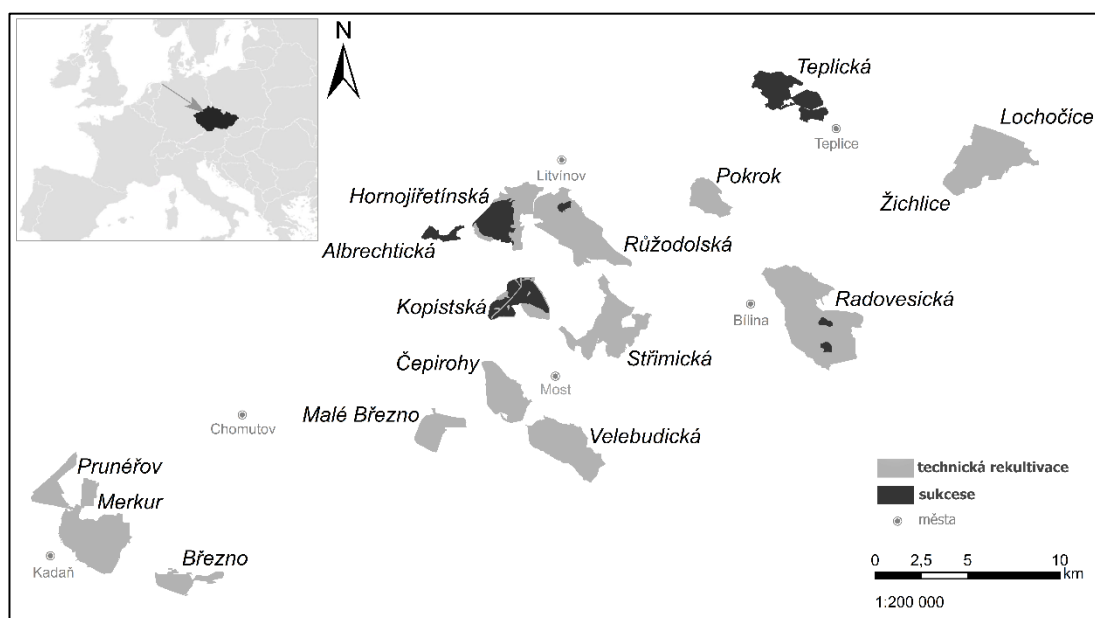 N
Teplická
Lochočice
Teplice
Litvínov
Pokrok
Hornojiřetínská
Žichlice
Albrechtická
Růžodolská
Kopistská
Radovesická
Bílina
Střimická
Čepirohy
Most
Malé Březno
Chomutov
Velebudická
Prunéřov
technická rekultivace
Merkur
sukcese
města
Březno
Kadaň
0 2,5 5 10
km
1:200 000